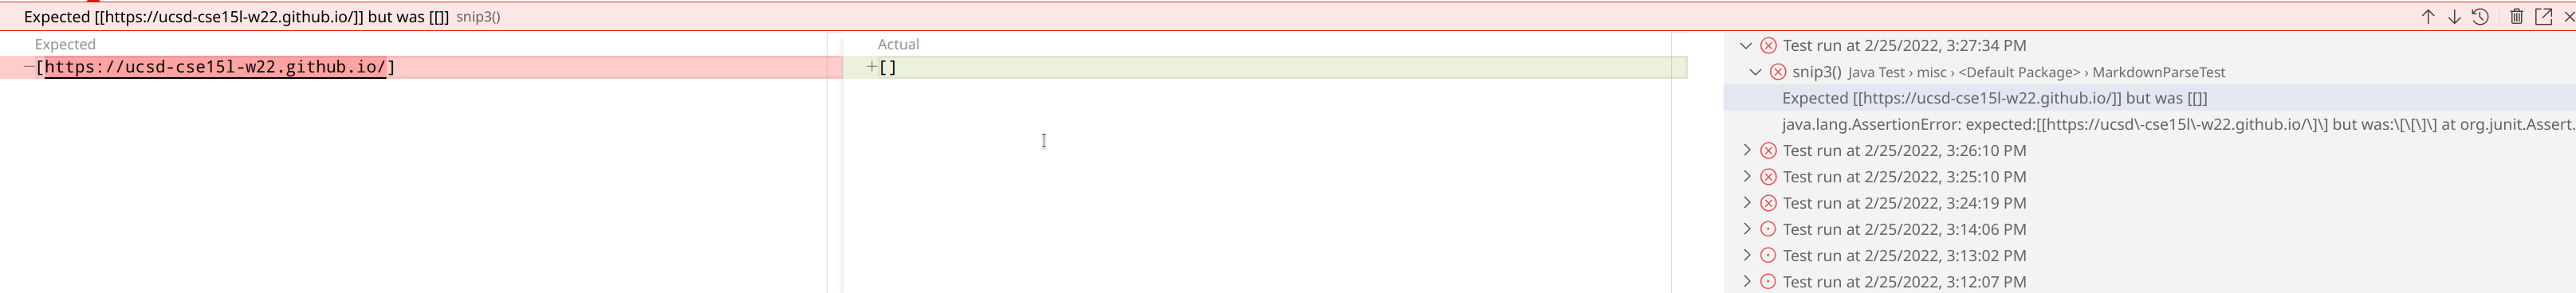 Expected [[https://ucsd-cse15l-w22.github.io/]] but was [[]] snip3()
Expected
Actual
−[https://ucsd-cse15l-w22.github.io/]
+[]
Test run at 2/25/2022, 3:27:34 PM
snip3() Java Test › misc › <Default Package> › MarkdownParseTest
Expected [[https://ucsd-cse15l-w22.github.io/]] but was [[]]
java.lang.AssertionError: expected:[[https://ucsd\-cse15l\-w22.github.io/\]\] but was:\[\[\]\] at org.junit.Assert.
Test run at 2/25/2022, 3:26:10 PM
Test run at 2/25/2022, 3:25:10 PM
Test run at 2/25/2022, 3:24:19 PM
Test run at 2/25/2022, 3:14:06 PM
Test run at 2/25/2022, 3:13:02 PM
Test run at 2/25/2022, 3:12:07 PM